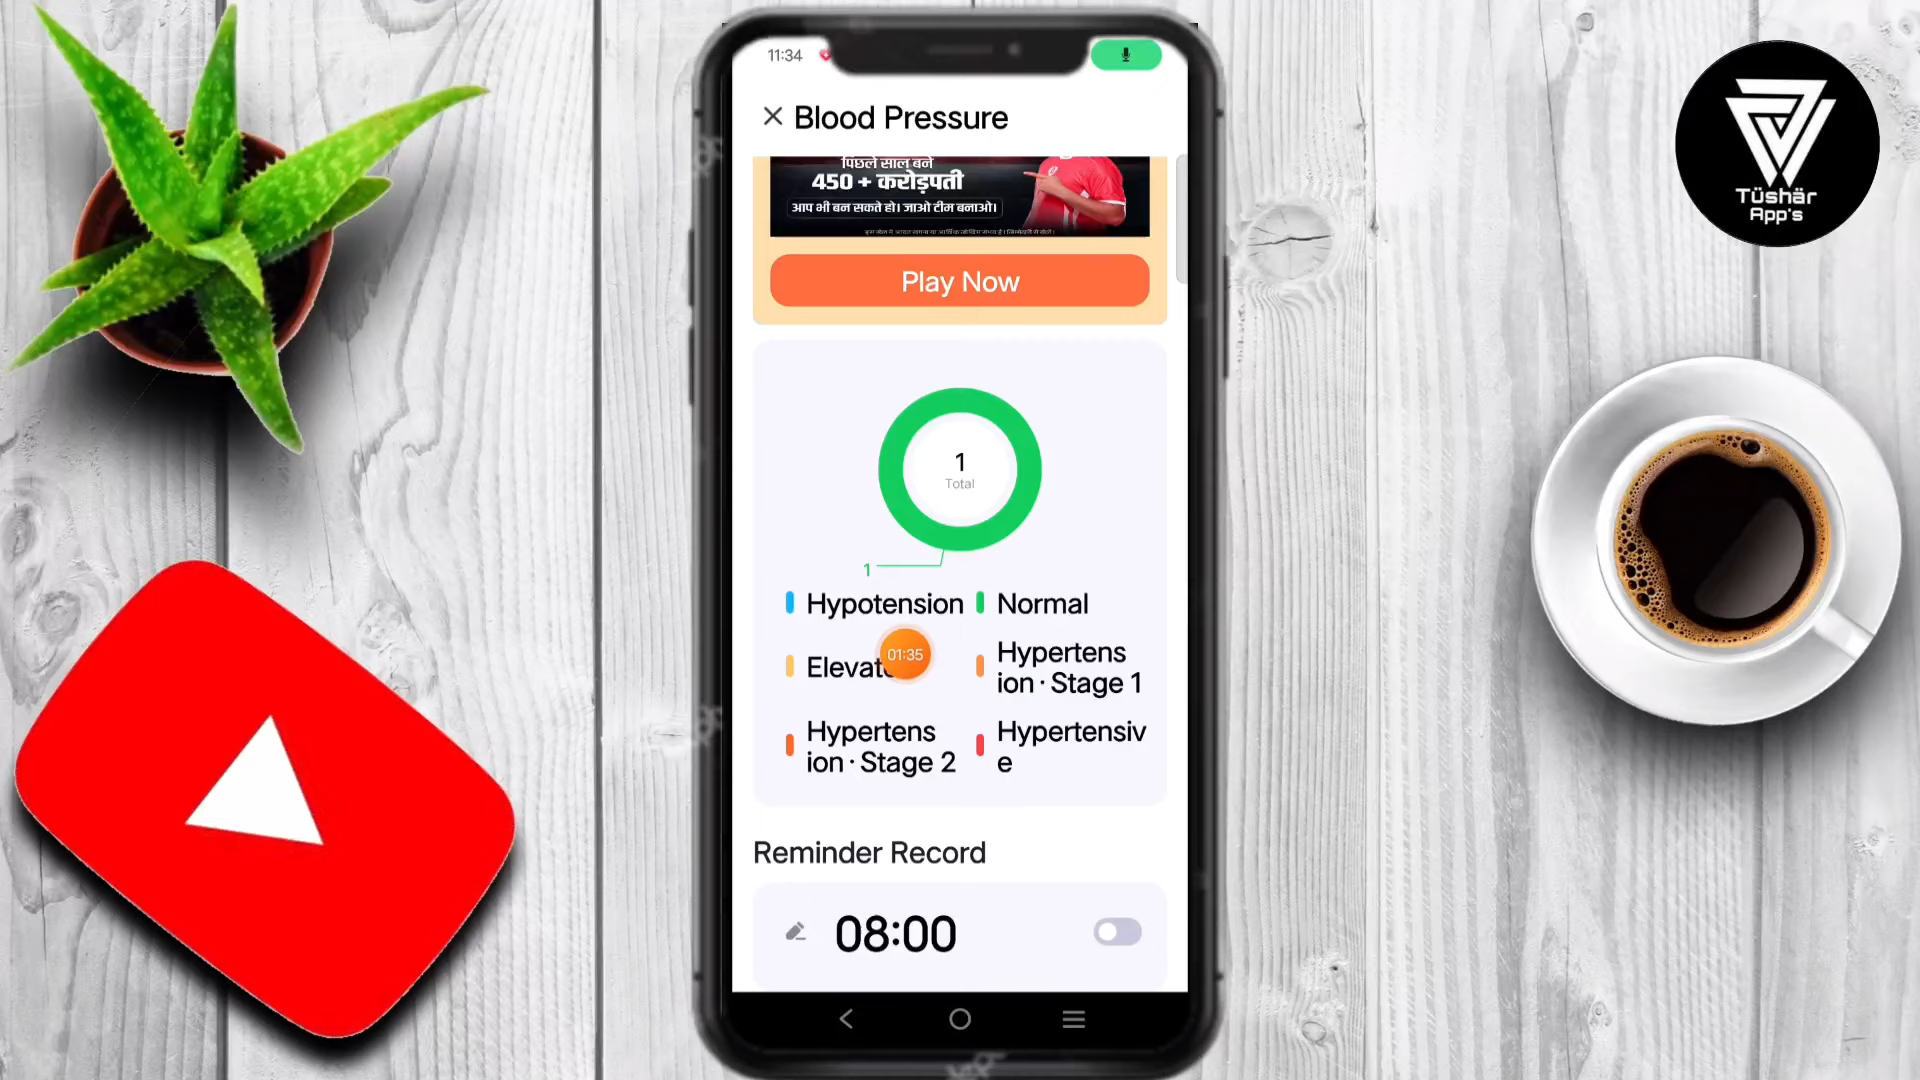 11:34
Blood Pressure
पिछले साल बने
450 + करोड़पती
आप भी बन सकते हो। जाओ टीम बनाओ।
Play Now
1
Total
1
Hypotension
Normal
Elevate
01:35
Hypertens
ion · Stage 1
Hypertens
ion · Stage 2
Hypertensiv
e
Reminder Record
08:00
Tüshär
App's